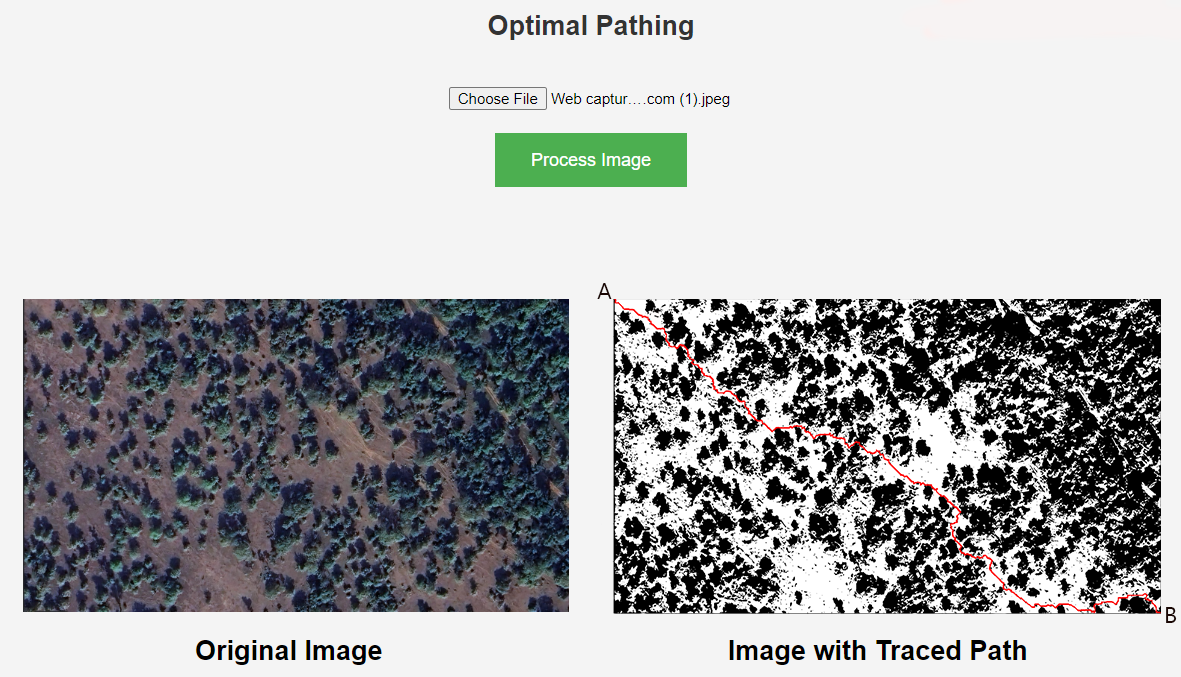 Optimal Pathing
Choose File Web captur....com (1).jpeg
Process Image
A
B
Original Image
Image with Traced Path